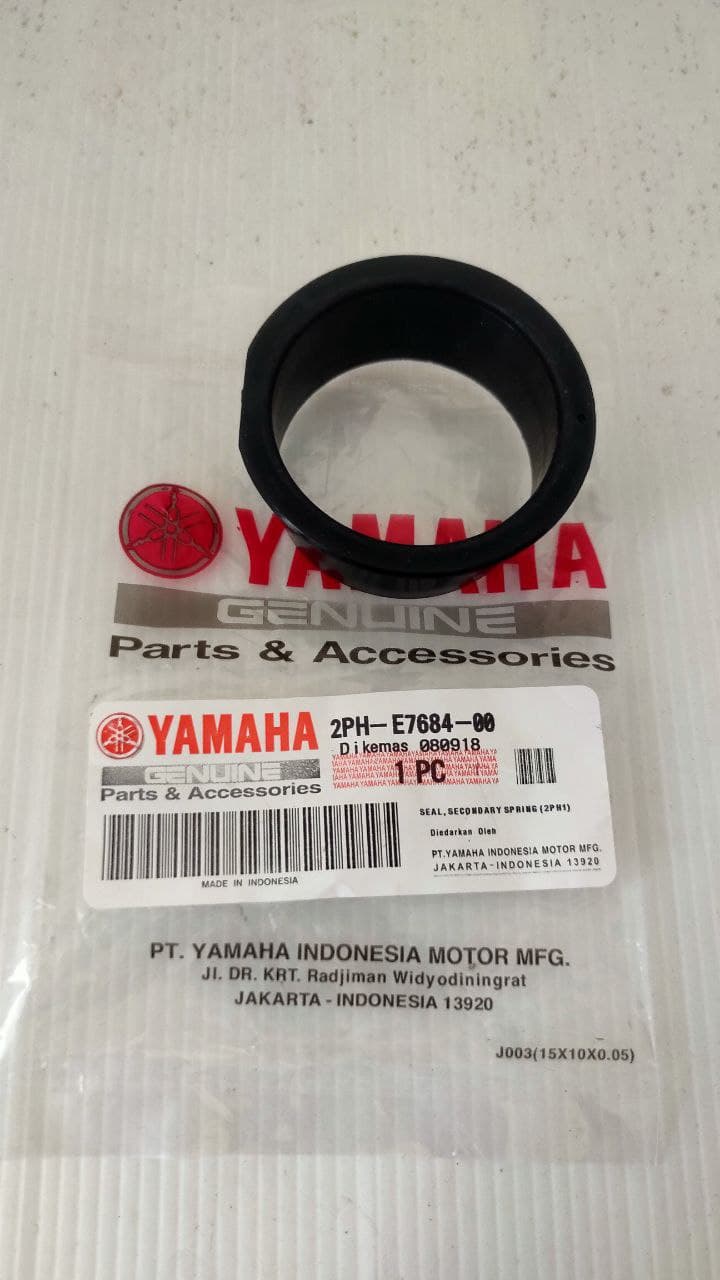 YAMAHA
GENUINE
Parts & Accessories
YAMAHA
GENUINE
Parts & Accessories
2PH-E7684-00
Dikemas 080918
1 PC
SEAL, SECONDARY SPRING (2PH1)
Diedarkan Oleh
PT. YAMAHA INDONESIA MOTOR MFG.
JAKARTA - INDONESIA 13920
MADE IN INDONESIA
PT. YAMAHA INDONESIA MOTOR MFG.
Jl. DR. KRT. Radjiman Widyodiningrat
JAKARTA - INDONESIA 13920
J003(15X10X0.05)